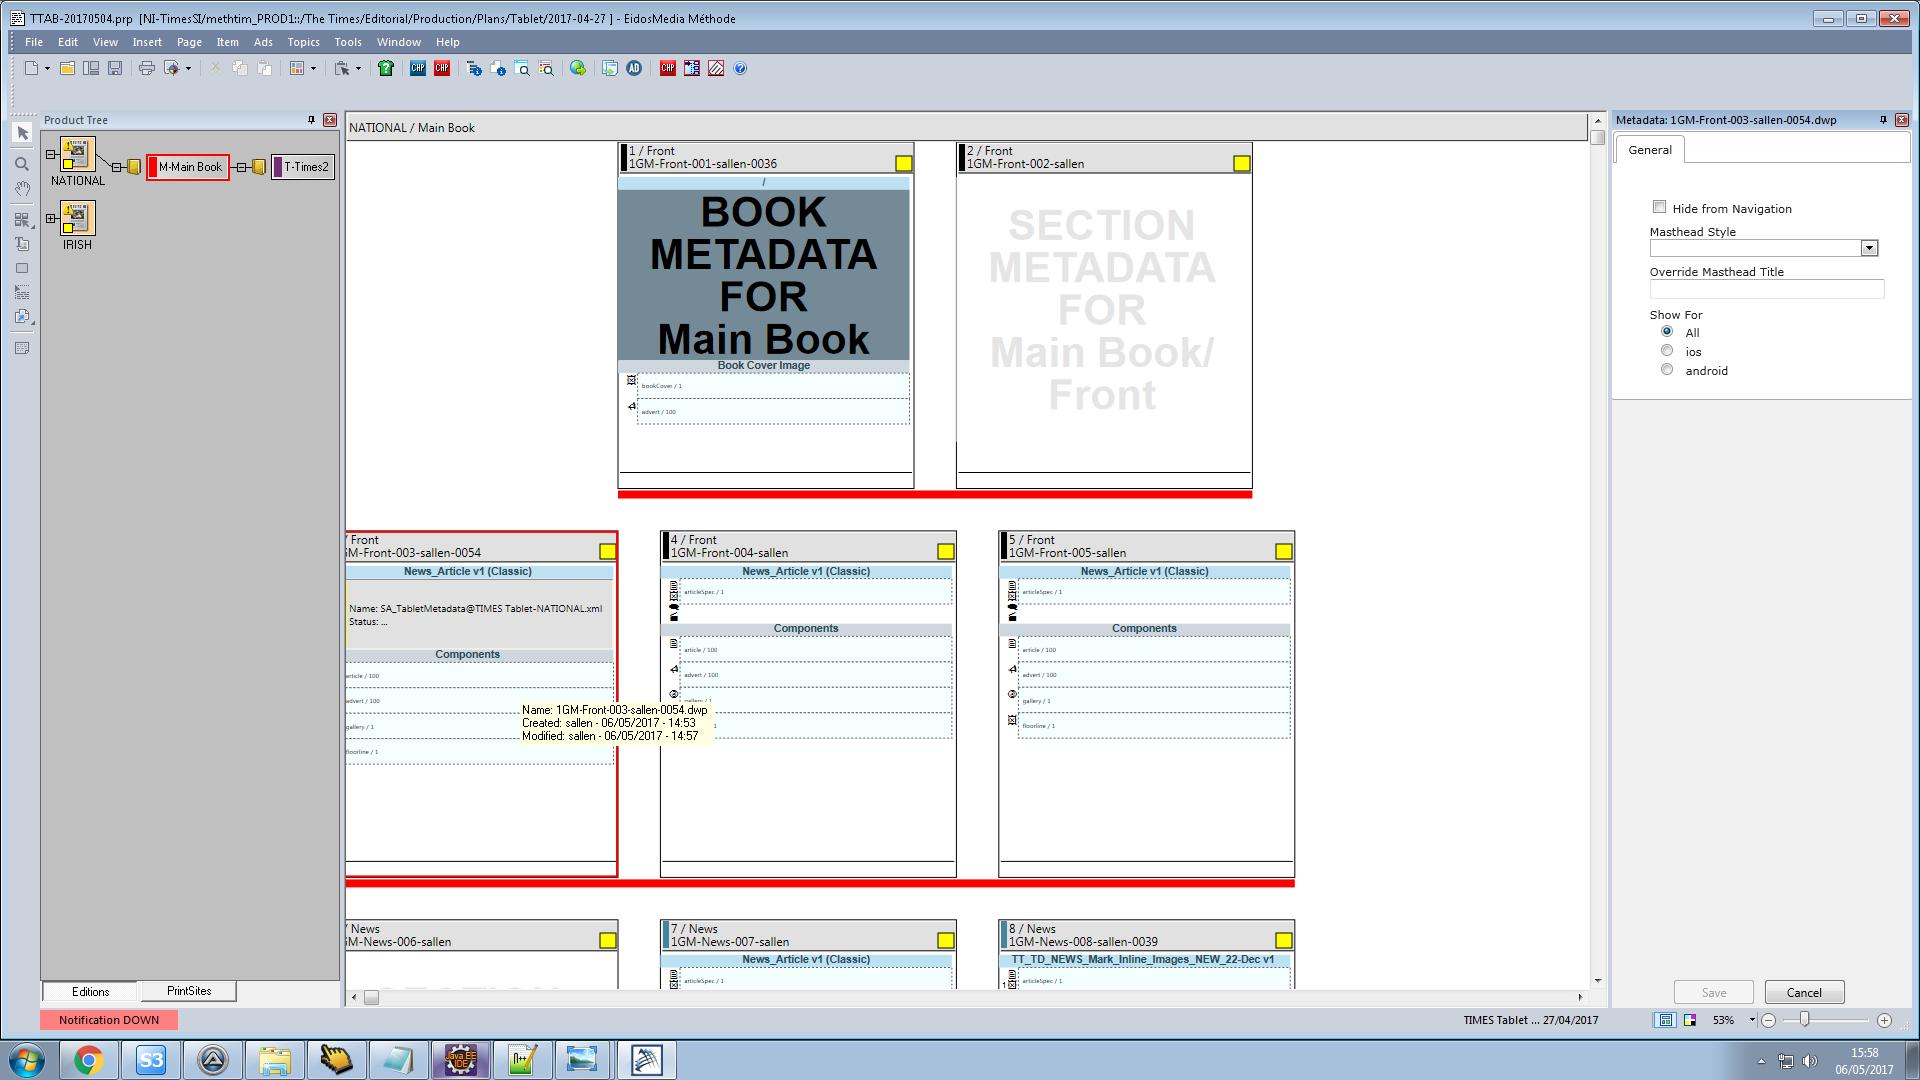 TTAB-20170504.prp [NI-TimesSI/methtim_PROD1::/The Times/Editorial/Production/Plans/Tablet/2017-04-27 ] - EidosMedia Méthode
File Edit View Insert Frame Page Item Ads Topics Tools Window Help
CHP CHP AD CHP
Product Tree
NATIONAL
M-Main Book
T-Times2
IRISH
Editions
PrintSites
NATIONAL / Main Book
1 / Front
1GM-Front-001-sallen-0036
/
BOOK
METADATA
FOR
Main Book
Book Cover Image
bookCover / 1
advert / 100
2 / Front
1GM-Front-002-sallen
SECTION
METADATA
FOR
Main Book/
Front
/ Front
GM-Front-003-sallen-0054
News_Article v1 (Classic)
Name: SA_TabletMetadata@TIMES Tablet-NATIONAL.xml
Status: ...
Components
article / 100
advert / 100
gallery / 1
floorline / 1
Name: 1GM-Front-003-sallen-0054.dwp
Created: sallen - 06/05/2017 - 14:53
Modified: sallen - 06/05/2017 - 14:57
4 / Front
1GM-Front-004-sallen
News_Article v1 (Classic)
articleSpec / 1
Components
article / 100
advert / 100
gallery / 1
5 / Front
1GM-Front-005-sallen
News_Article v1 (Classic)
articleSpec / 1
Components
article / 100
advert / 100
gallery / 1
floorline / 1
/ News
GM-News-006-sallen
7 / News
1GM-News-007-sallen
News_Article v1 (Classic)
articleSpec / 1
8 / News
1GM-News-008-sallen-0039
TT_TD_NEWS_Mark_Inline_Images_NEW_22-Dec v1
1
articleSpec / 1
Metadata: 1GM-Front-003-sallen-0054.dwp
General
Hide from Navigation
Masthead Style
Override Masthead Title
Show For
All
ios
android
Save
Cancel
Notification DOWN
TIMES Tablet ... 27/04/2017
53%
S3
Java EE
IDE
n++
15:58
06/05/2017